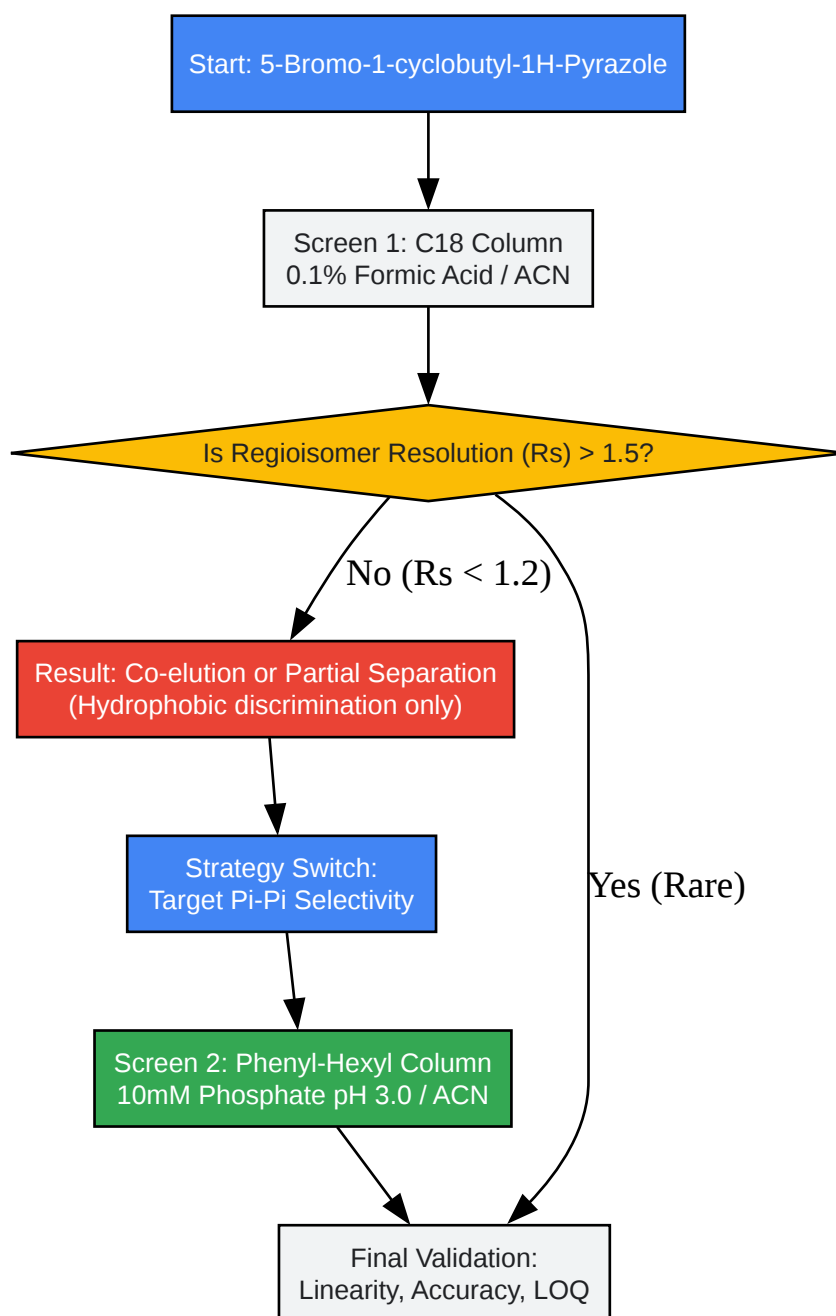 Start: 5-Bromo-1-cyclobutyl-1H-Pyrazole
Screen 1: C18 Column
0.1% Formic Acid / ACN
Is Regioisomer Resolution (Rs) > 1.5?
No (Rs < 1.2)
Result: Co-elution or Partial Separation
(Hydrophobic discrimination only)
Strategy Switch:
Target Pi-Pi Selectivity
Yes (Rare)
Screen 2: Phenyl-Hexyl Column
10mM Phosphate pH 3.0 / ACN
Final Validation:
Linearity, Accuracy, LOQ